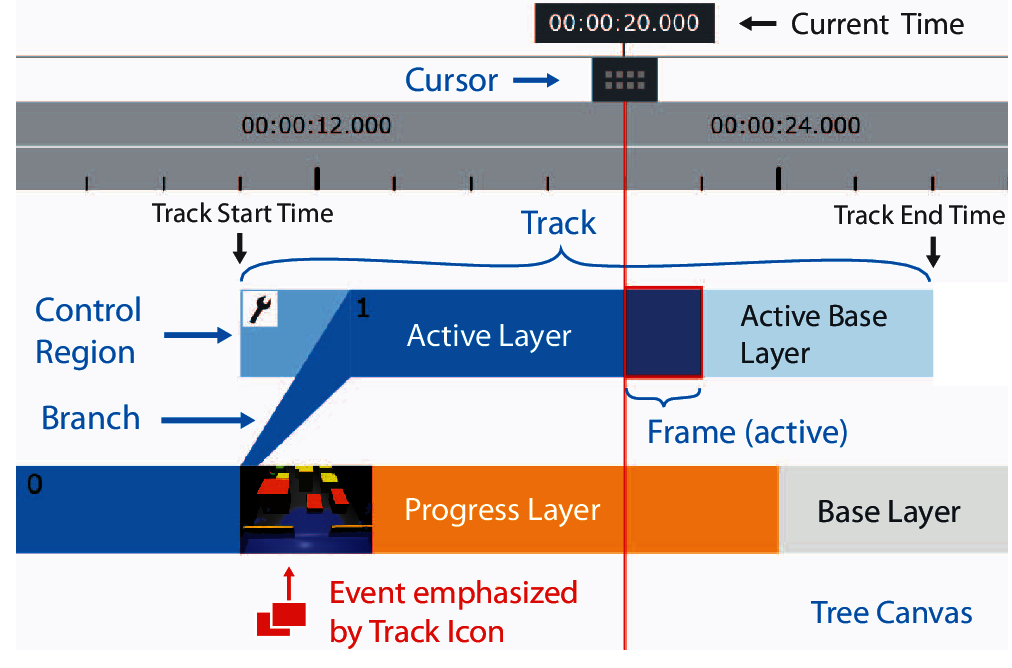 00:00:20.000
Current Time
Cursor
00:00:12.000
00:00:24.000
Track Start Time
Track
Track End Time
Control
Region
1
Active Layer
Active Base
Layer
Branch
Frame (active)
0
Progress Layer
Base Layer
Event emphasized
by Track Icon
Tree Canvas